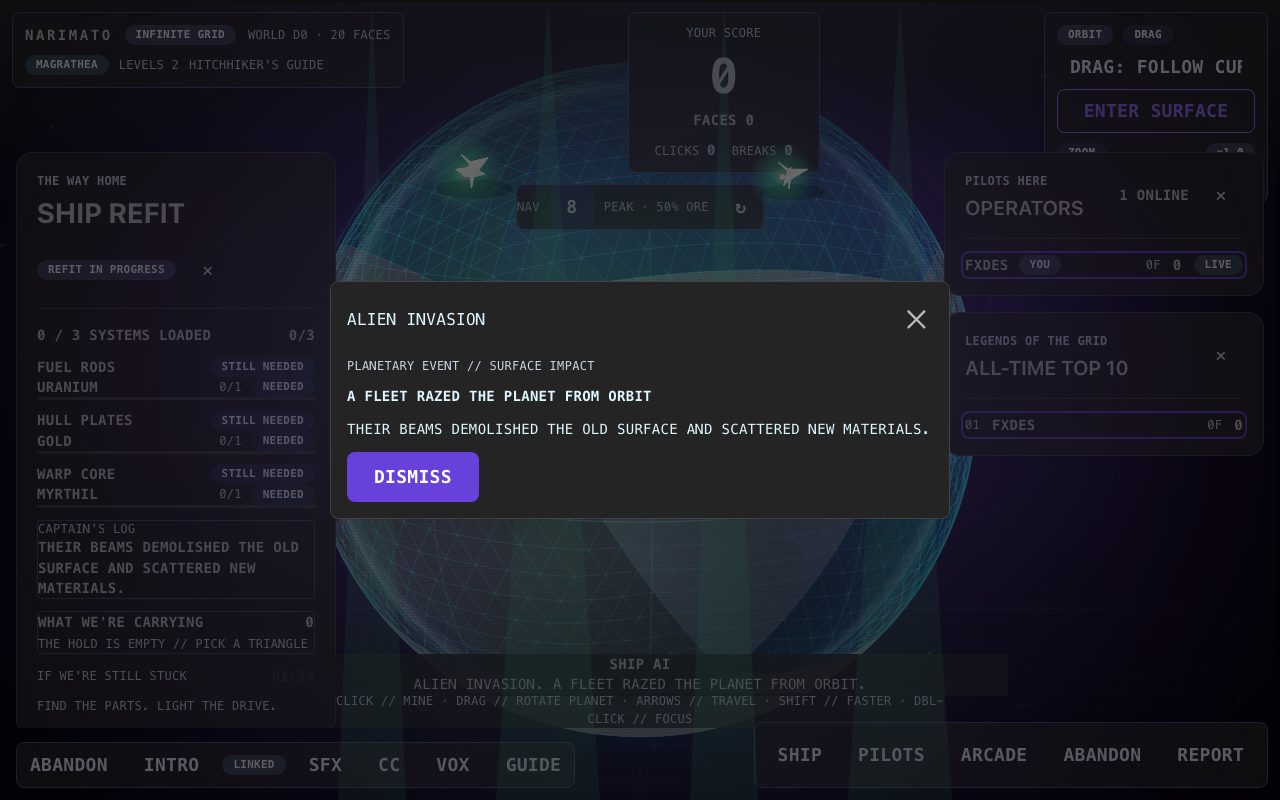 NARIMATO INFINITE GRID WORLD D0 · 20 FACES
MAGRATHEA LEVELS 2 HITCHHIKER'S GUIDE
YOUR SCORE
0
FACES 0
CLICKS 0 BREAKS 0
NAV 8 PEAK · 50% ORE ↻
ORBIT DRAG
DRAG: FOLLOW CUR
ENTER SURFACE
ZOOM ×1.0
THE WAY HOME
SHIP REFIT
REFIT IN PROGRESS ×
0 / 3 SYSTEMS LOADED 0/3
FUEL RODS STILL NEEDED
URANIUM 0/1 NEEDED
HULL PLATES STILL NEEDED
GOLD 0/1 NEEDED
WARP CORE STILL NEEDED
MYRTHIL 0/1 NEEDED
CAPTAIN'S LOG
THEIR BEAMS DEMOLISHED THE OLD
SURFACE AND SCATTERED NEW
MATERIALS.
WHAT WE'RE CARRYING 0
THE HOLD IS EMPTY // PICK A TRIANGLE
IF WE'RE STILL STUCK 01:50
FIND THE PARTS. LIGHT THE DRIVE.
PILOTS HERE
OPERATORS 1 ONLINE ×
FXDES YOU 0F 0 LIVE
LEGENDS OF THE GRID
ALL-TIME TOP 10 ×
01 FXDES 0F 0
ALIEN INVASION
PLANETARY EVENT // SURFACE IMPACT
A FLEET RAZED THE PLANET FROM ORBIT
THEIR BEAMS DEMOLISHED THE OLD SURFACE AND SCATTERED NEW MATERIALS.
DISMISS
SHIP AI
ALIEN INVASION. A FLEET RAZED THE PLANET FROM ORBIT.
CLICK // MINE · DRAG // ROTATE PLANET · ARROWS // TRAVEL · SHIFT // FASTER · DBL-
CLICK // FOCUS
ABANDON INTRO LINKED SFX CC VOX GUIDE
SHIP PILOTS ARCADE ABANDON REPORT